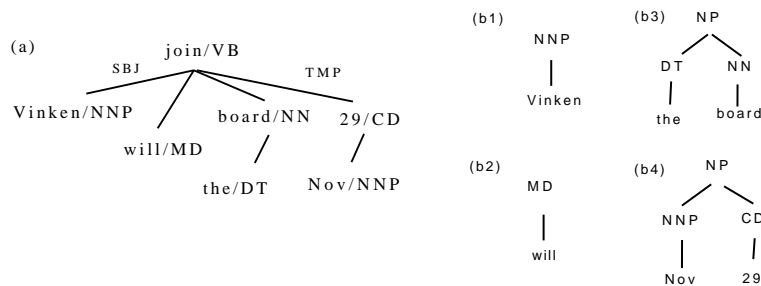 (a)
join/VB
SBJ
TMP
Vinken/NNP
will/MD
board/NN
29/CD
the/DT
Nov/NNP
(b1)
NNP
Vinken
(b3)
NP
DT
NN
the
board
(b2)
MD
will
(b4)
NP
NNP
CD
Nov
29